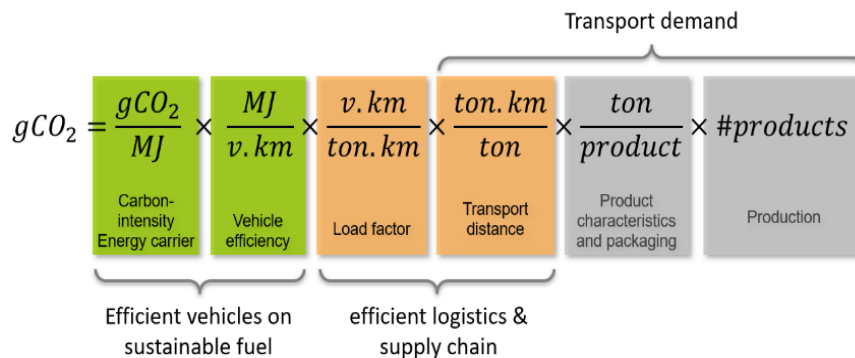 Transport demand
gCO₂ = gCO₂/MJ × MJ/v.km × v.km/ton.km × ton.km/ton × ton/product × #products
Carbon-
intensity
Energy carrier
Vehicle
efficiency
Load factor
Transport
distance
Product
characteristics
and packaging
Production
Efficient vehicles on
sustainable fuel
efficient logistics &
supply chain